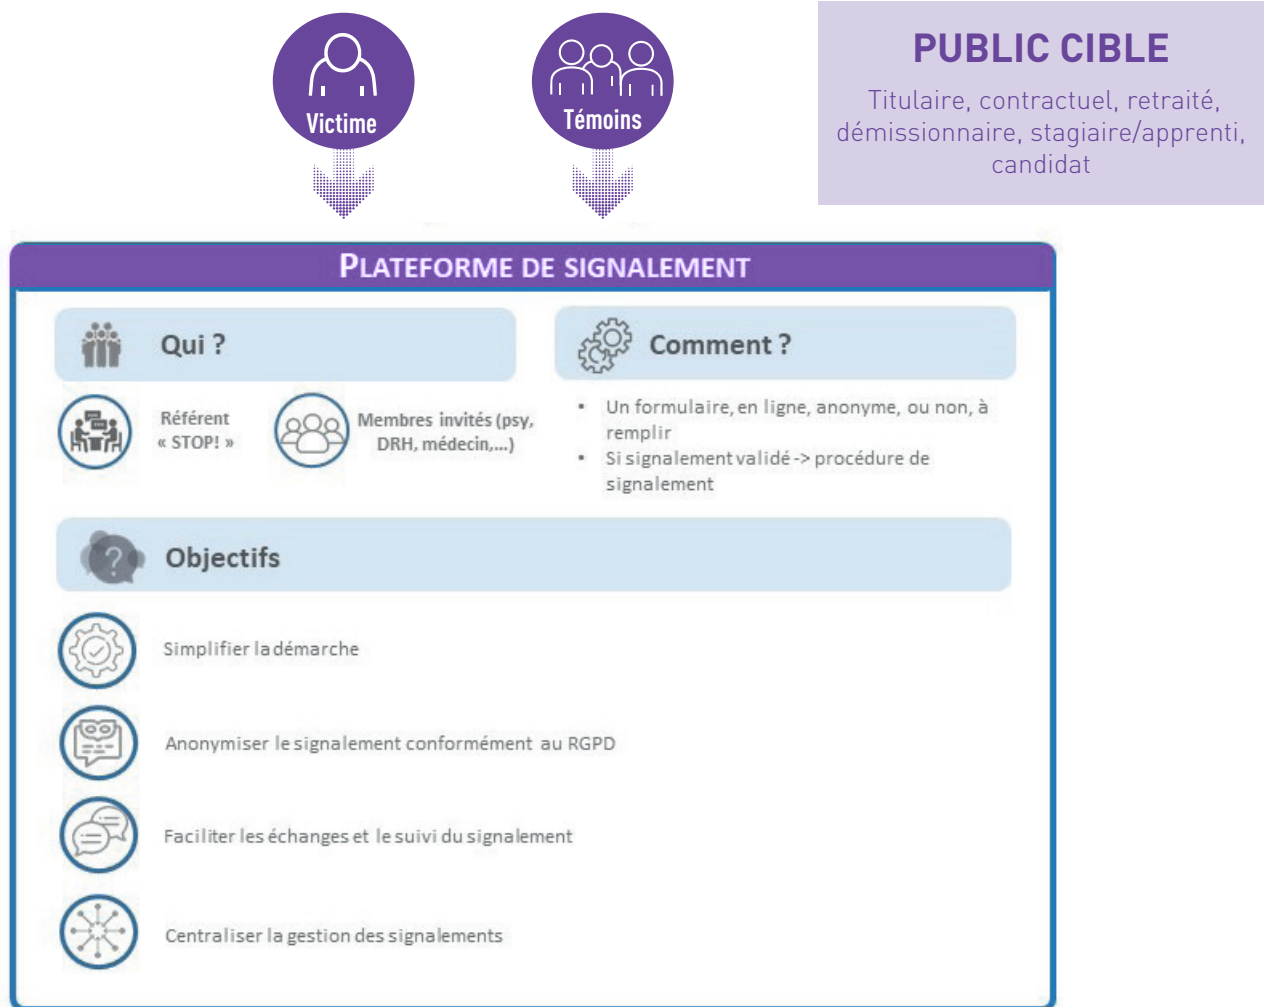 Victime
Témoins
PUBLIC CIBLE
Titulaire, contractuel, retraité,
démissionnaire, stagiaire/apprenti,
candidat
PLATEFORME DE SIGNALEMENT
Qui ?
Référent
« STOP! »
Membres invités (psy,
DRH, médecin,...)
Comment ?
• Un formulaire, en ligne, anonyme, ou non, à
remplir
• Si signalement validé -> procédure de
signalement
?
Objectifs
Simplifier la démarche
Anonymiser le signalement conformément au RGPD
Faciliter les échanges et le suivi du signalement
Centraliser la gestion des signalements